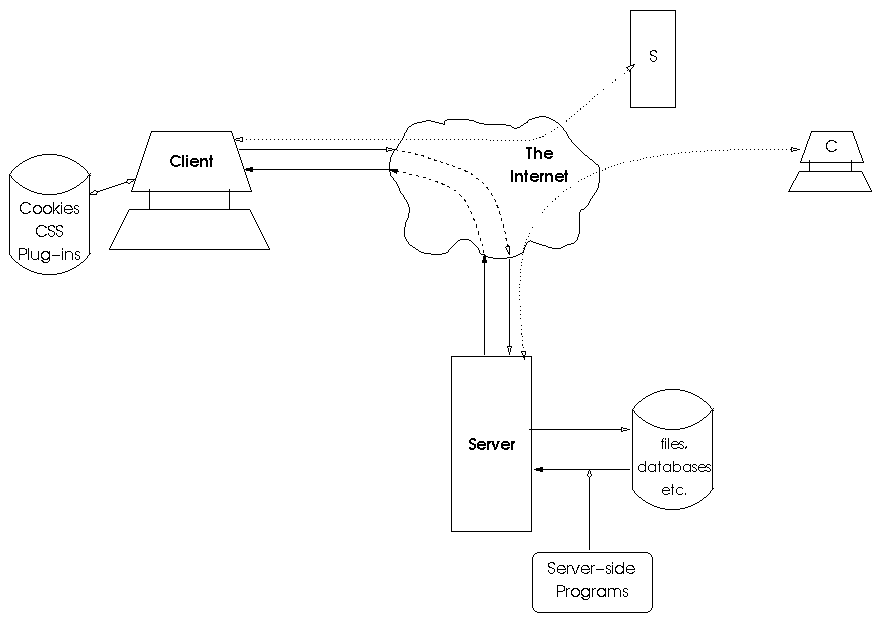 S
The
Internet
C
Client
Cookies
CSS
Plug-ins
Server
files,
databases
etc.
Server-side
Programs